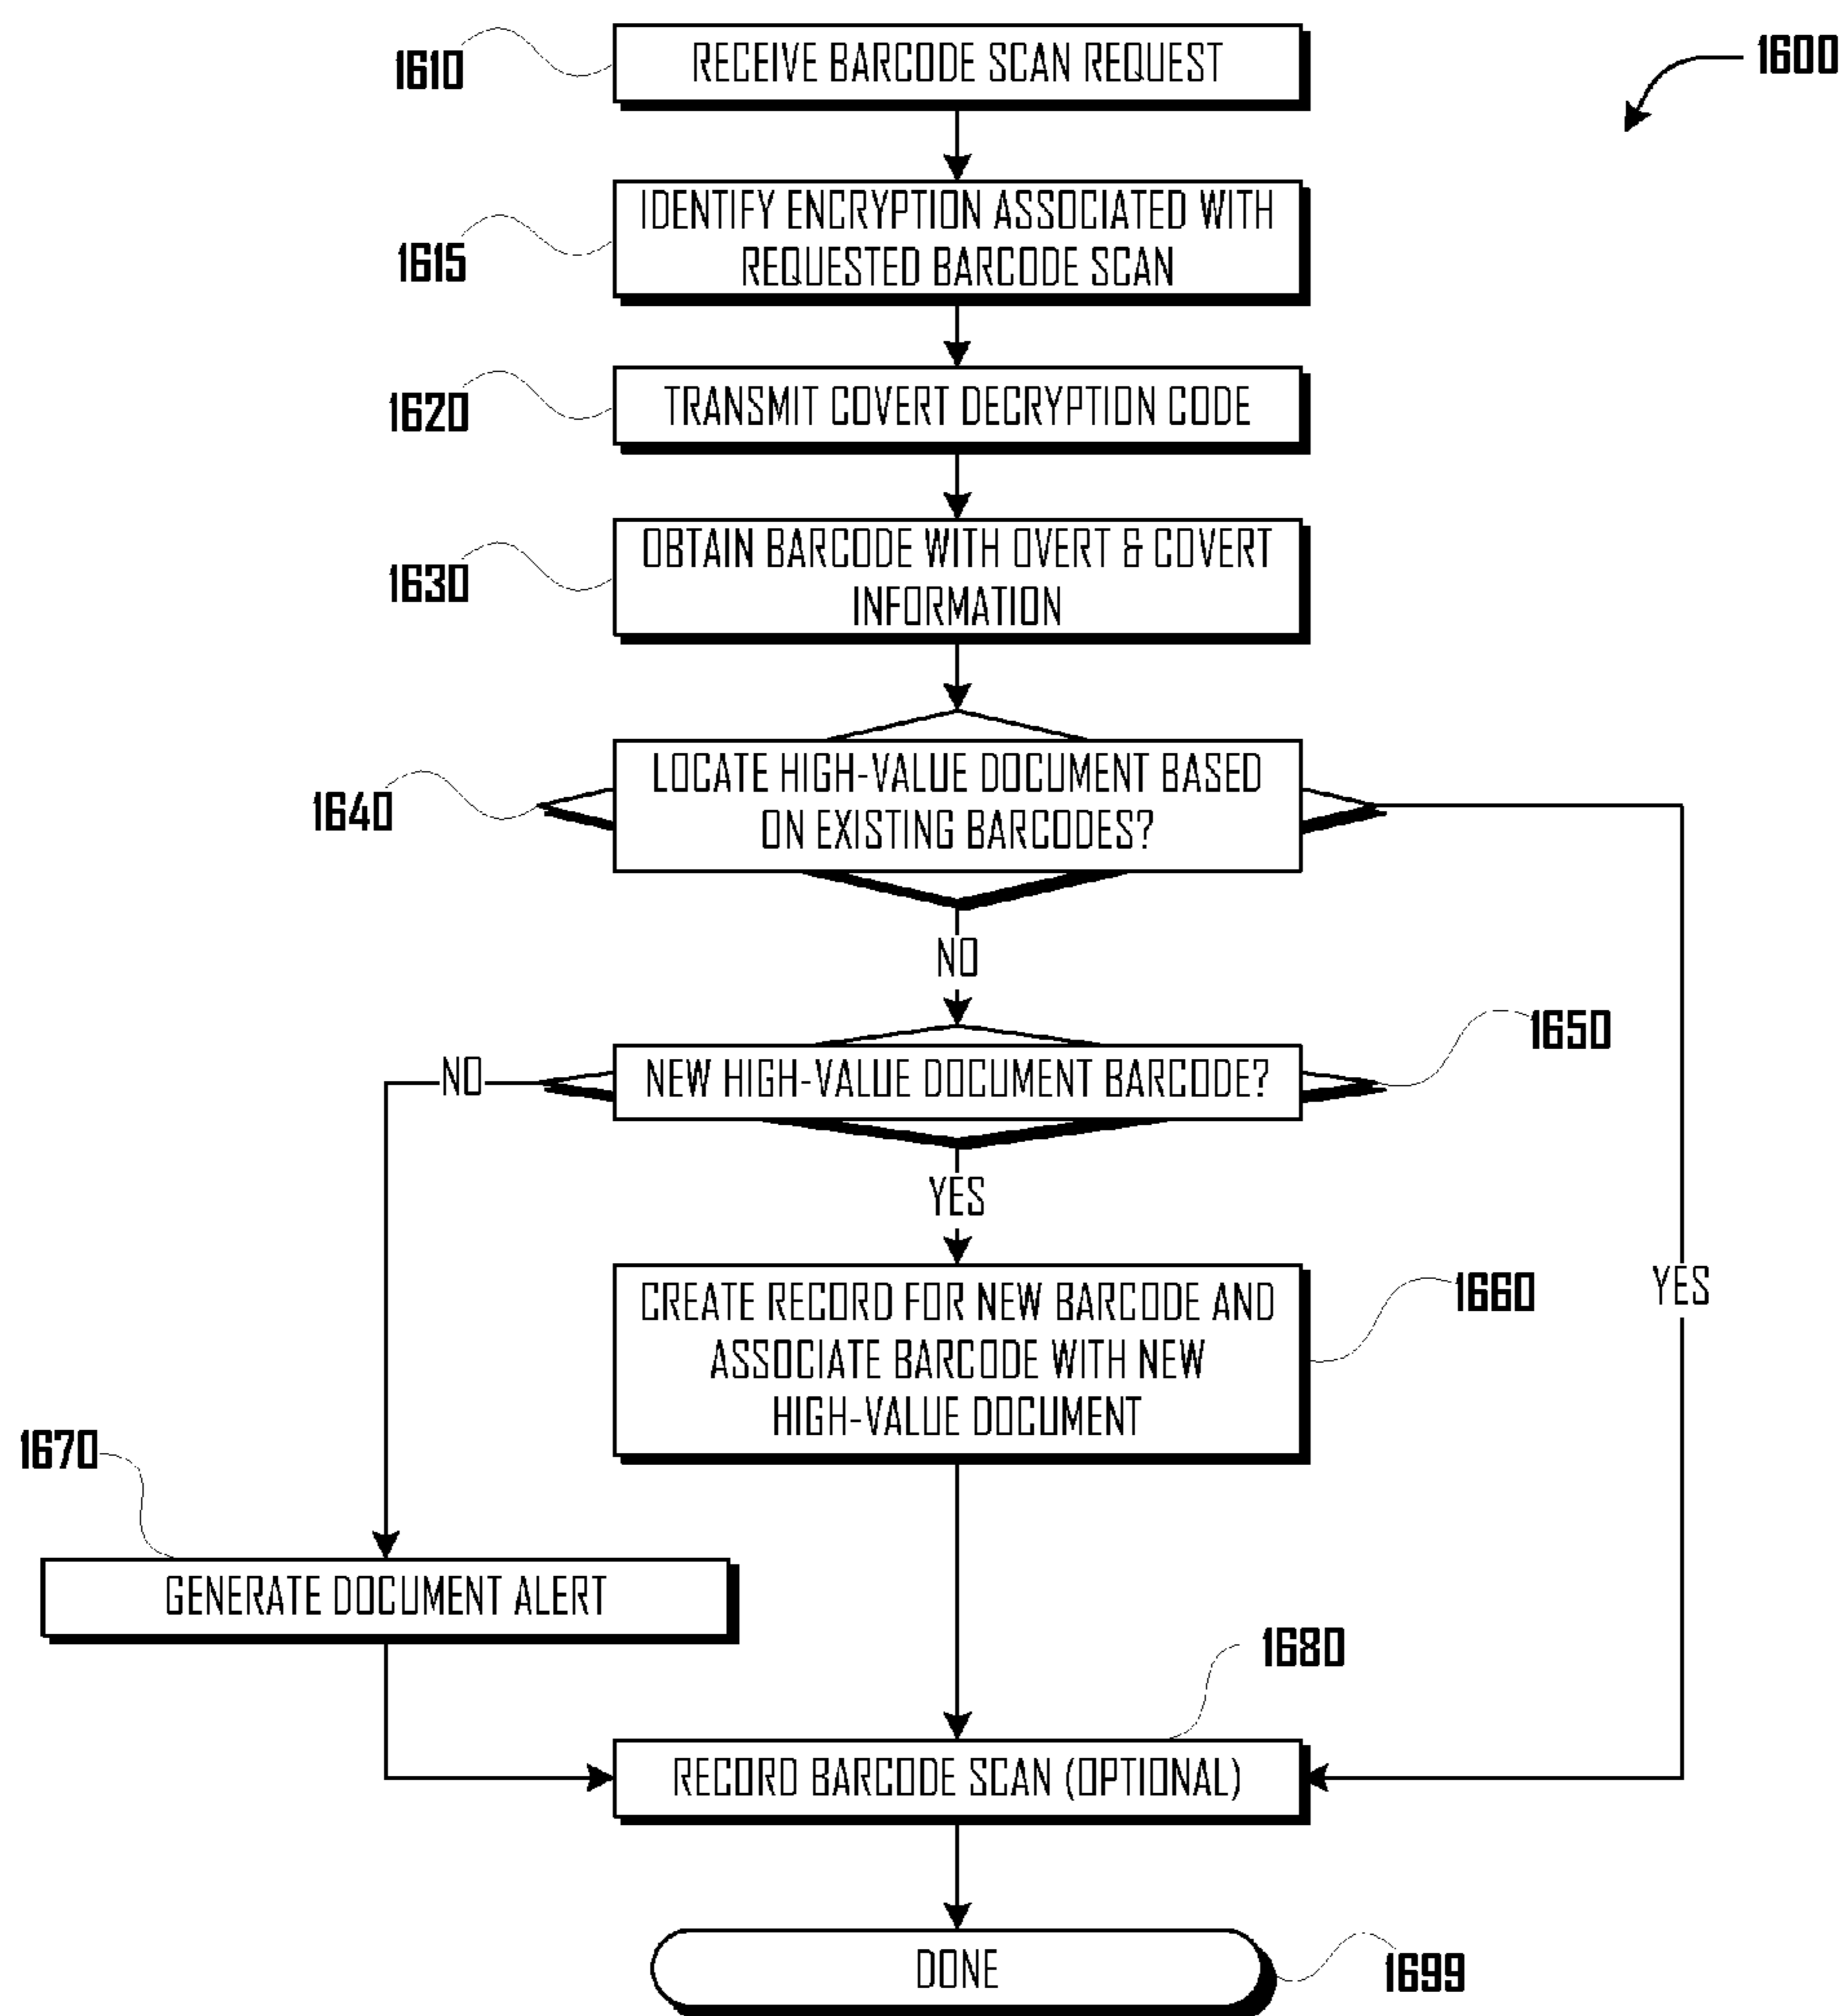 1600
1610
RECEIVE BARCODE SCAN REQUEST
1615
IDENTIFY ENCRYPTION ASSOCIATED WITH
REQUESTED BARCODE SCAN
1620
TRANSMIT COVERT DECRYPTION CODE
1630
OBTAIN BARCODE WITH OVERT & COVERT
INFORMATION
1640
LOCATE HIGH-VALUE DOCUMENT BASED
ON EXISTING BARCODES?
NO
1650
NO
NEW HIGH-VALUE DOCUMENT BARCODE?
YES
YES
1660
CREATE RECORD FOR NEW BARCODE AND
ASSOCIATE BARCODE WITH NEW
HIGH-VALUE DOCUMENT
1670
GENERATE DOCUMENT ALERT
1680
RECORD BARCODE SCAN (OPTIONAL)
DONE
1699